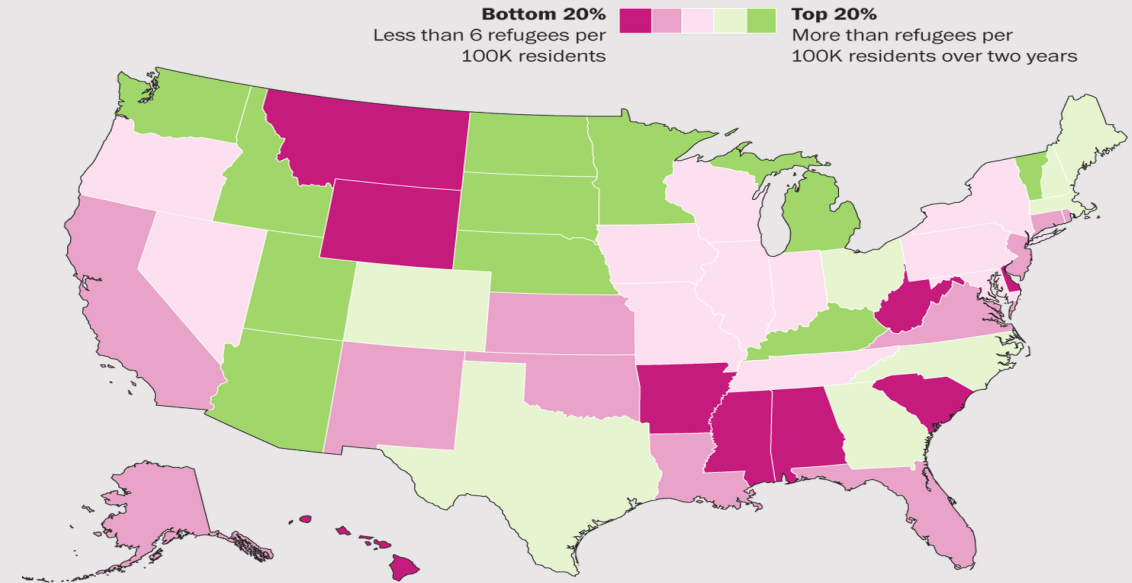 Bottom 20%
Less than 6 refugees per
100K residents
Top 20%
More than refugees per
100K residents over two years